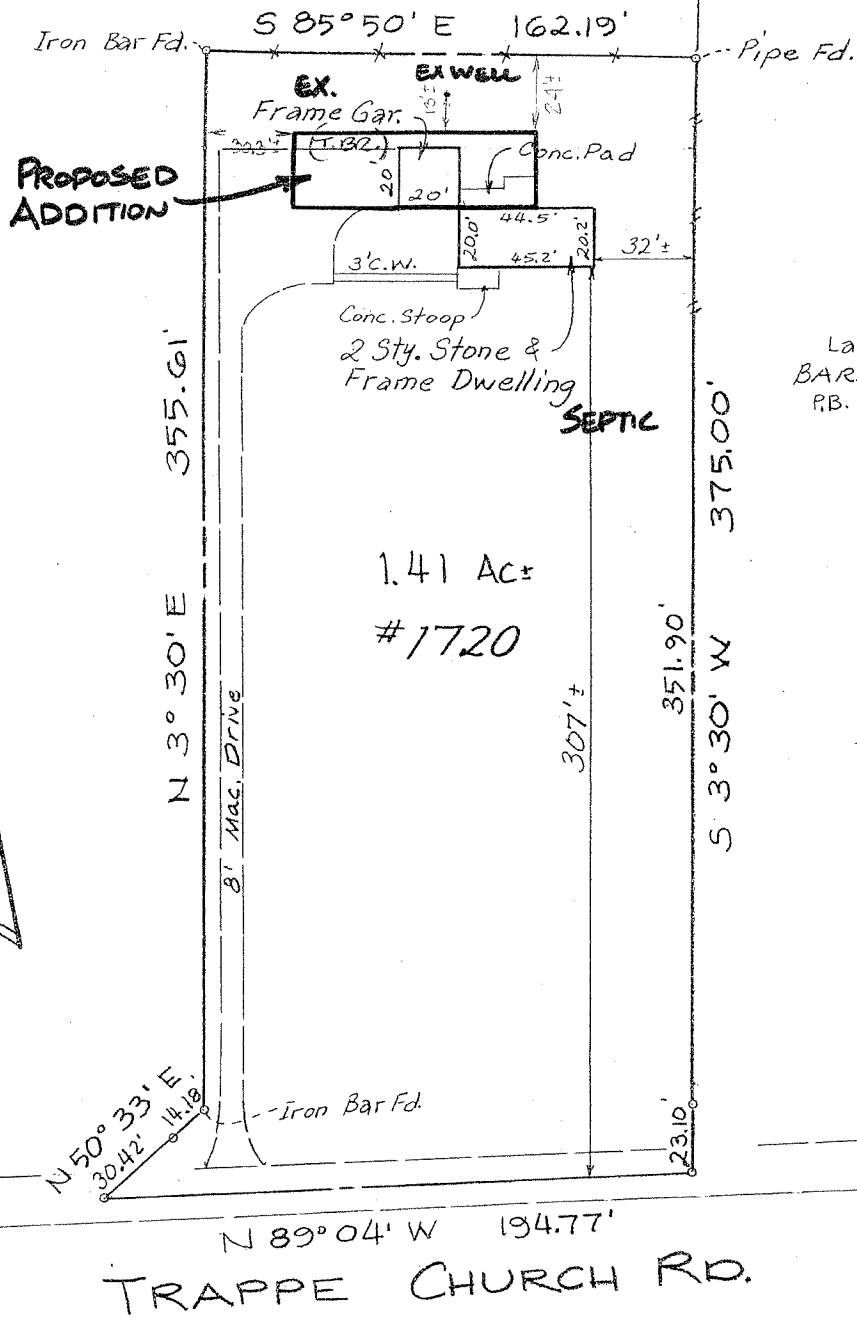 S 85°50' E 162.19'
Iron Bar Fd.
Pipe Fd.
EX WELL
EX.
Frame Gar.
(T.B.R.)
24±
Conc. Pad
PROPOSED
ADDITION
20'
20'
44.5'
20.0'
20.2'
45.2'
32'±
3' C.W.
Conc. Stoop
2 Sty. Stone &
Frame Dwelling
SEPTIC
La
BAR
P.B.
355.61'
N 3°30' E
375.00'
S 3°30' W
351.90'
1.41 Ac±
#1720
307'±
8' Mac. Drive
N 50°33' E
30.42'
14.18'
Iron Bar Fd.
23.10'
N 89°04' W 194.77'
TRAPPE CHURCH RD.